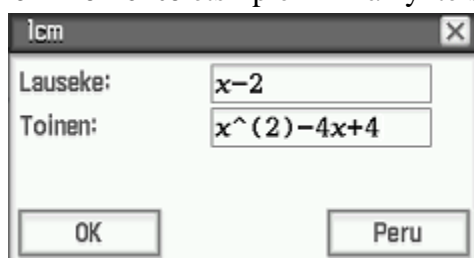 lcm
Lauseke: x−2
Toinen: x^(2)−4x+4
OK Peru